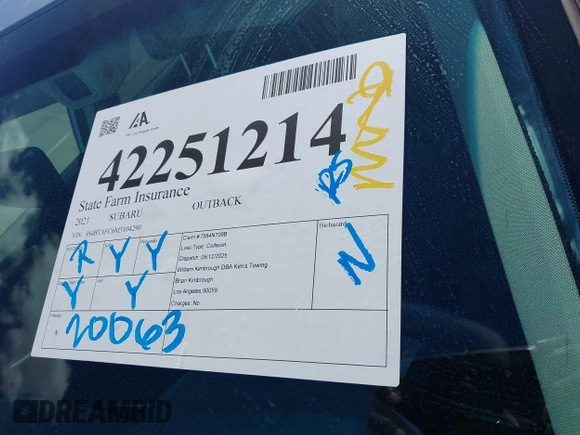 IAA
42251214
State Farm Insurance
2021 SUBARU OUTBACK
Claim # 7584N709B
Loss Type: Collision
Dispatch 05/12/2025
William Kimbrough DBA Kim's Towing
Brian Kimbrough
Los Angeles 90059
Charges: No
R Y Y
Y Y
N
20063
DREAMBID